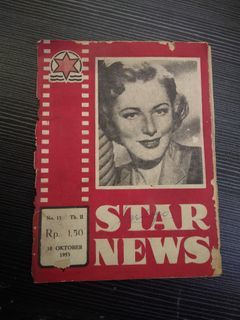 No. 15 Th. II
Rp. 1,50
10 OKTOBER
1953
STAR
NEWS